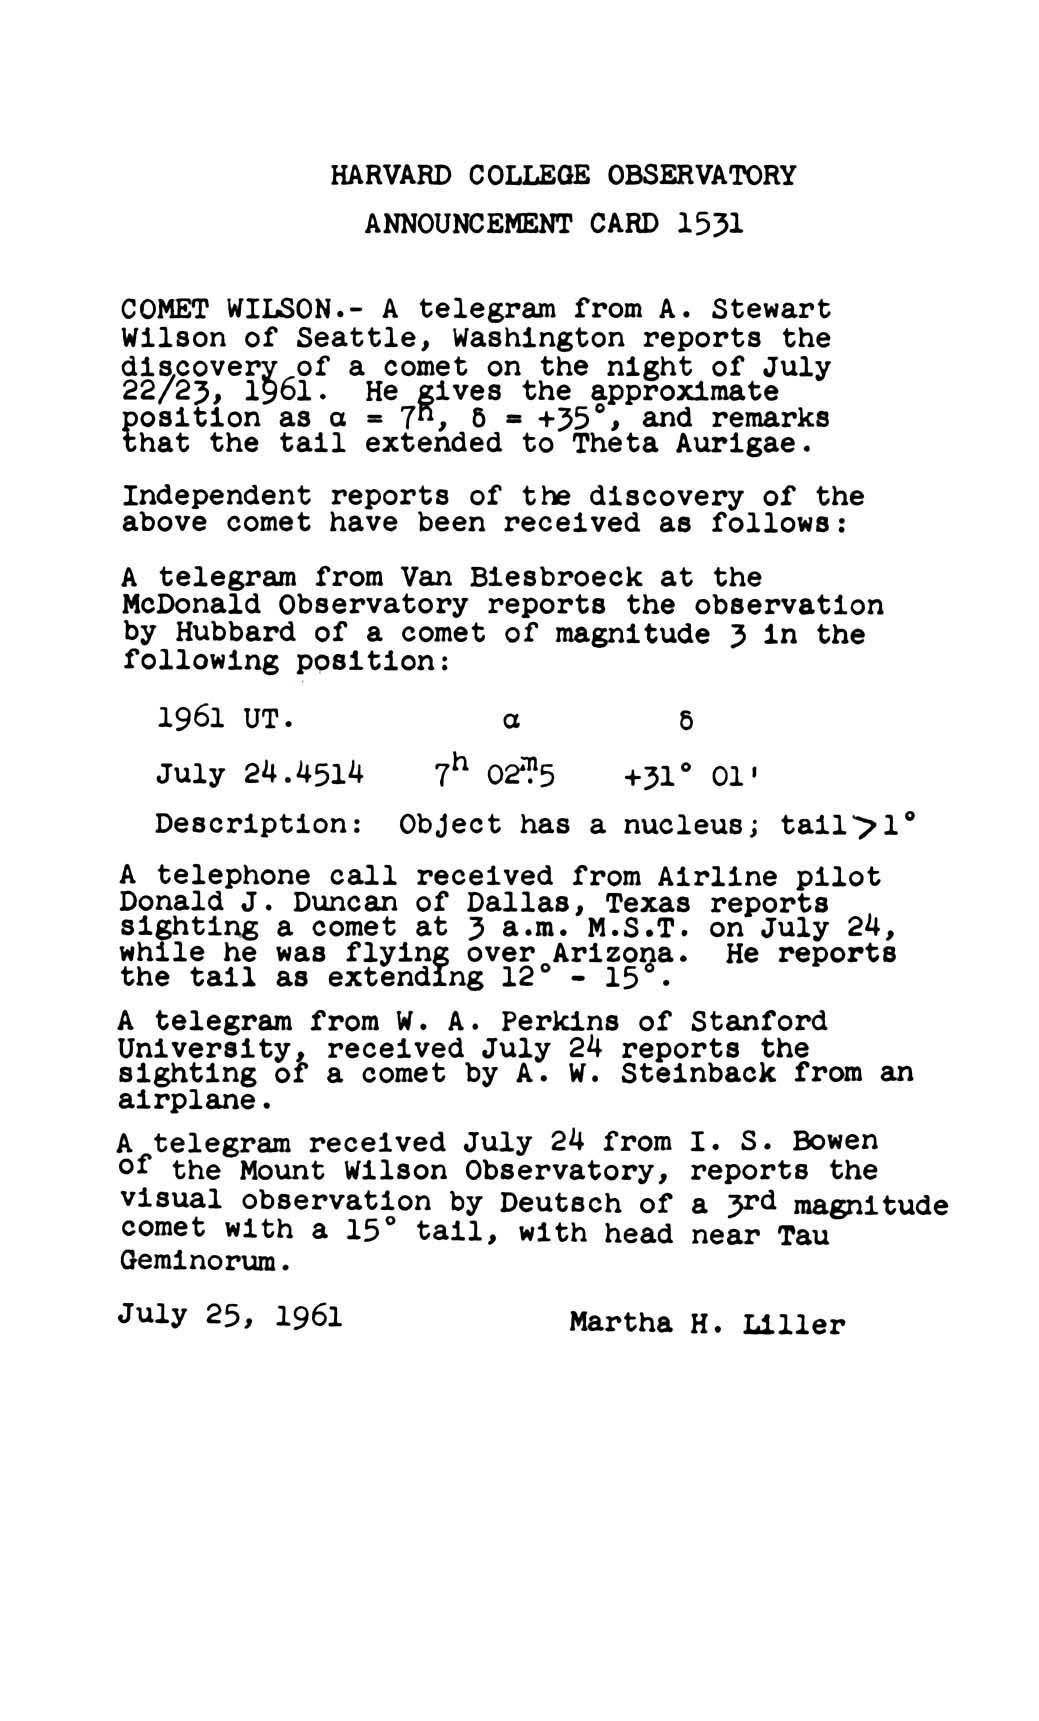 HARVARD COLLEGE OBSERVATORY
ANNOUNCEMENT CARD 1531
COMET WILSON.- A telegram from A. Stewart
Wilson of Seattle, Washington reports the
discovery of a comet on the night of July
22/23, 1961. He gives the approximate
position as α = 7ʰ, δ = +35°, and remarks
that the tail extended to Theta Aurigae.
Independent reports of the discovery of the
above comet have been received as follows:
A telegram from Van Biesbroeck at the
McDonald Observatory reports the observation
by Hubbard of a comet of magnitude 3 in the
following position:
1961 UT. α δ
July 24.4514 7ʰ 02ᵐ.5 +31° 01'
Description: Object has a nucleus; tail>1°
A telephone call received from Airline pilot
Donald J. Duncan of Dallas, Texas reports
sighting a comet at 3 a.m. M.S.T. on July 24,
while he was flying over Arizona. He reports
the tail as extending 12° - 15°.
A telegram from W. A. Perkins of Stanford
University, received July 24 reports the
sighting of a comet by A. W. Steinback from an
airplane.
A telegram received July 24 from I. S. Bowen
of the Mount Wilson Observatory, reports the
visual observation by Deutsch of a 3rd magnitude
comet with a 15° tail, with head near Tau
Geminorum.
July 25, 1961 Martha H. Liller